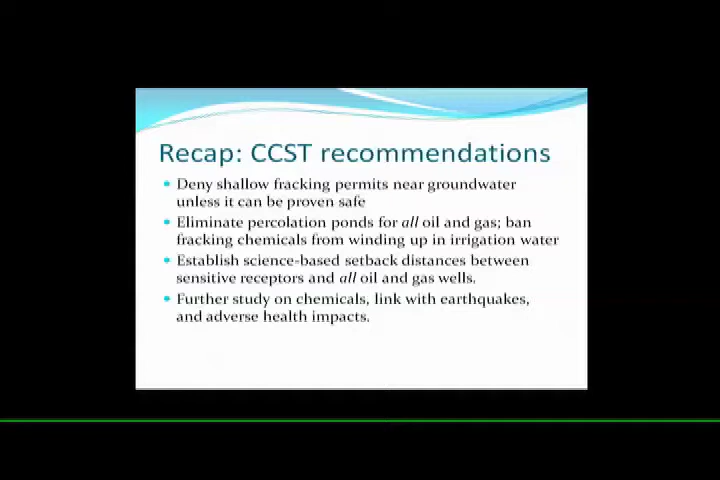 Recap: CCST recommendations
• Deny shallow fracking permits near groundwater
unless it can be proven safe
• Eliminate percolation ponds for all oil and gas; ban
fracking chemicals from winding up in irrigation water
• Establish science-based setback distances between
sensitive receptors and all oil and gas wells.
• Further study on chemicals, link with earthquakes,
and adverse health impacts.